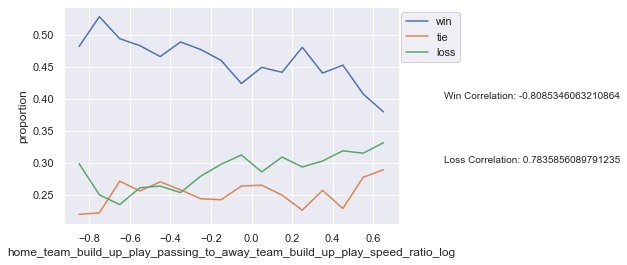 win
tie
loss
0.50
0.45
0.40
0.35
0.30
0.25
proportion
Win Correlation: -0.8085346063210864
Loss Correlation: 0.7835856089791235
−0.8 −0.6 −0.4 −0.2 0.0 0.2 0.4 0.6
home_team_build_up_play_passing_to_away_team_build_up_play_speed_ratio_log